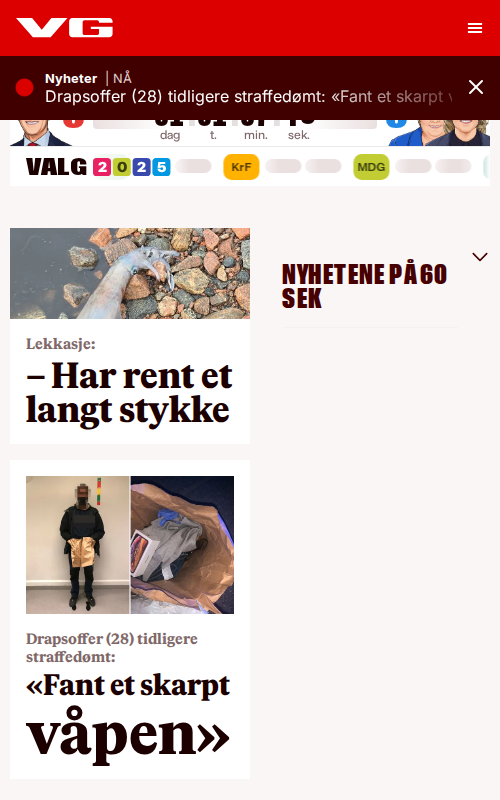 VG
Nyheter | NÅ
Drapsoffer (28) tidligere straffedømt: «Fant et skarpt
dag t. min. sek.
VALG 2025 KrF MDG
Lekkasje:
– Har rent et
langt stykke
NYHETENE PÅ 60
SEK
Drapsoffer (28) tidligere
straffedømt:
«Fant et skarpt
våpen»